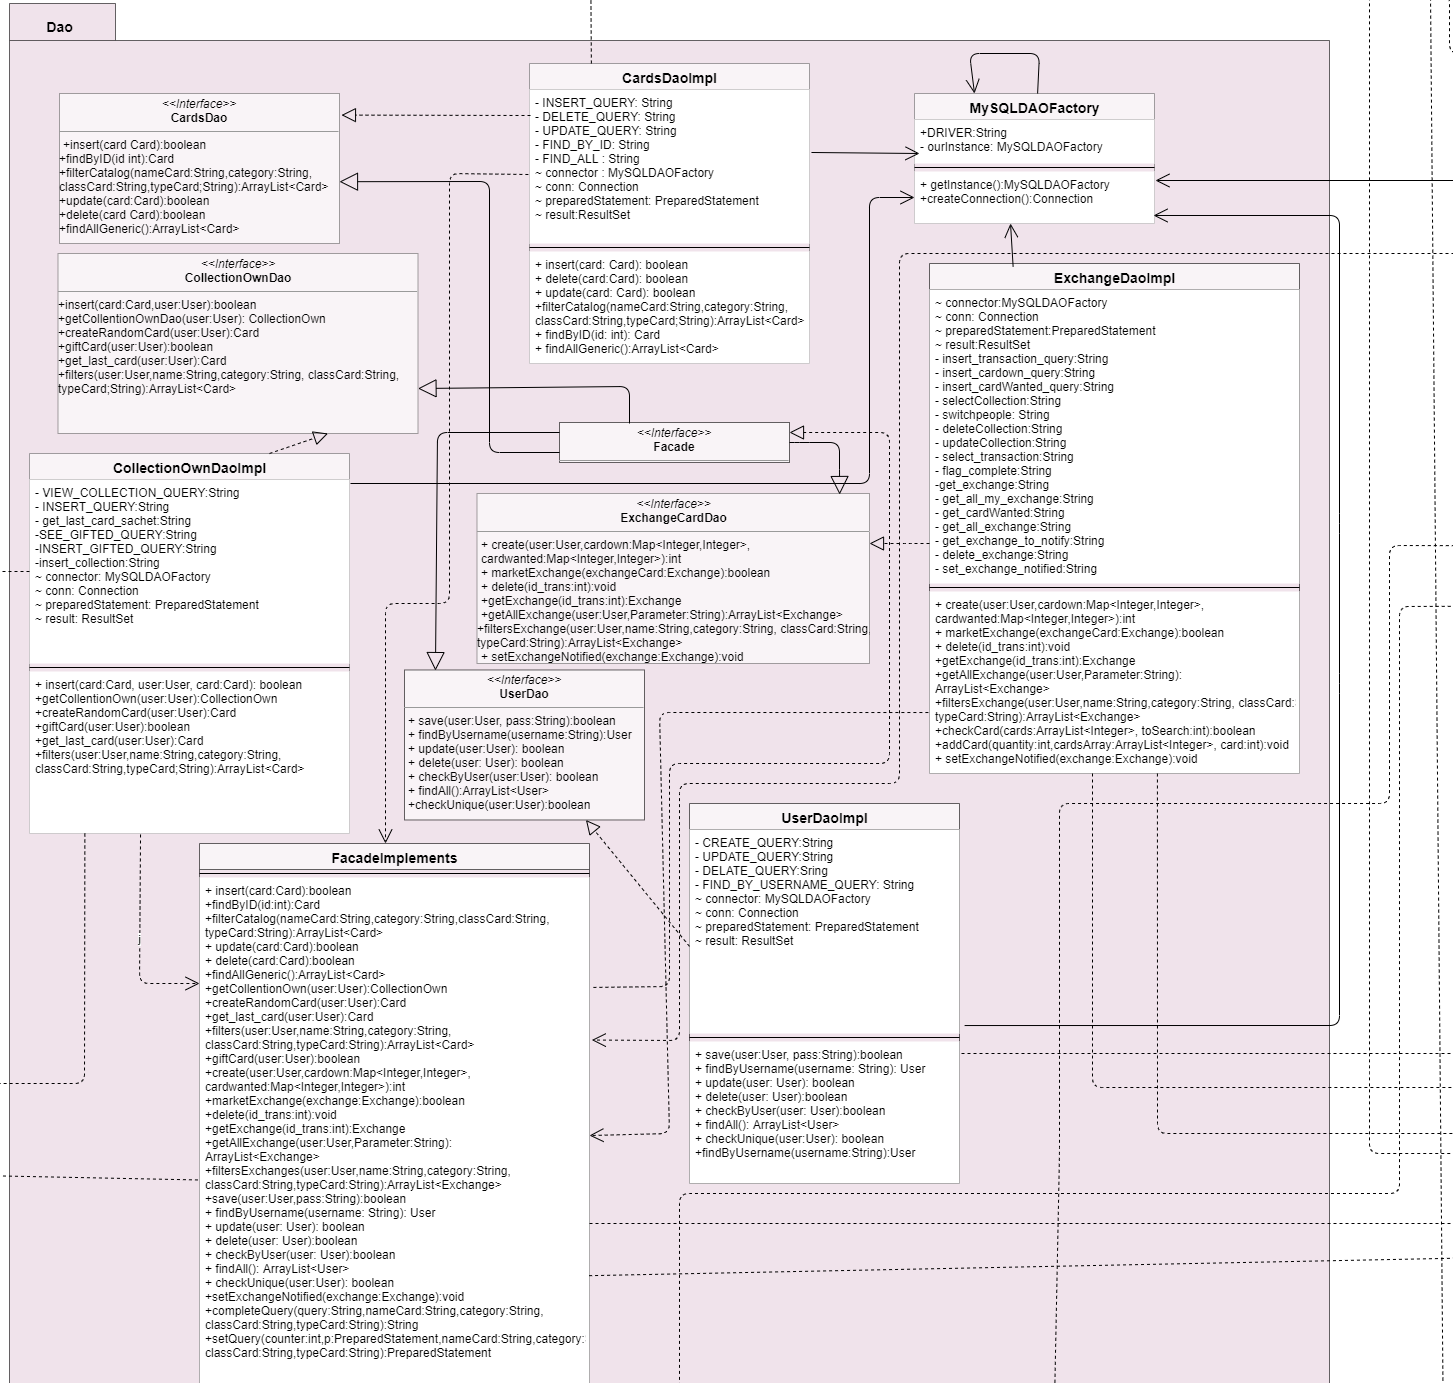 Dao
<<Interface>>
CardsDao
+insert(card Card):boolean
+findByID(id int):Card
+filterCatalog(nameCard:String,category:String,
classCard:String,typeCard;String):ArrayList<Card>
+update(card:Card):boolean
+delete(card Card):boolean
+findAllGeneric():ArrayList<Card>
<<Interface>>
CollectionOwnDao
+insert(card:Card,user:User):boolean
+getCollentionOwnDao(user:User): CollectionOwn
+createRandomCard(user:User):Card
+giftCard(user:User):boolean
+get_last_card(user:User):Card
+filters(user:User,name:String,category:String, classCard:String,
typeCard;String):ArrayList<Card>
CardsDaoImpl
- INSERT_QUERY: String
- DELETE_QUERY: String
- UPDATE_QUERY: String
- FIND_BY_ID: String
- FIND_ALL : String
~ connector : MySQLDAOFactory
~ conn: Connection
~ preparedStatement: PreparedStatement
~ result:ResultSet
+ insert(card: Card): boolean
+ delete(card:Card): boolean
+ update(card: Card): boolean
+filterCatalog(nameCard:String,category:String,
classCard:String,typeCard;String):ArrayList<Card>
+ findByID(id: int): Card
+ findAllGeneric():ArrayList<Card>
MySQLDAOFactory
+DRIVER:String
- ourInstance: MySQLDAOFactory
+ getInstance():MySQLDAOFactory
+createConnection():Connection
ExchangeDaoImpl
~ connector:MySQLDAOFactory
~ conn: Connection
~ preparedStatement:PreparedStatement
~ result:ResultSet
- insert_transaction_query:String
- insert_cardown_query:String
- insert_cardWanted_query:String
- selectCollection:String
- switchpeople: String
- deleteCollection:String
- updateCollection:String
- select_transaction:String
- flag_complete:String
-get_exchange:String
- get_all_my_exchange:String
- get_cardWanted:String
- get_all_exchange:String
- get_exchange_to_notify:String
- delete_exchange:String
- set_exchange_notified:String
+ create(user:User,cardown:Map<Integer,Integer>,
cardwanted:Map<Integer,Integer>):int
+ marketExchange(exchangeCard:Exchange):boolean
+ delete(id_trans:int):void
+getExchange(id_trans:int):Exchange
+getAllExchange(user:User,Parameter:String):
ArrayList<Exchange>
+filtersExchange(user:User,name:String,category:String, classCard:
typeCard:String):ArrayList<Exchange>
+checkCard(cards:ArrayList<Integer>, toSearch:int):boolean
+addCard(quantity:int,cardsArray:ArrayList<Integer>, card:int):void
+ setExchangeNotified(exchange:Exchange):void
<<Interface>>
Facade
CollectionOwnDaoImpl
- VIEW_COLLECTION_QUERY:String
- INSERT_QUERY:String
- get_last_card_sachet:String
-SEE_GIFTED_QUERY:String
-INSERT_GIFTED_QUERY:String
-insert_collection:String
~ connector: MySQLDAOFactory
~ conn: Connection
~ preparedStatement: PreparedStatement
~ result: ResultSet
+ insert(card:Card, user:User, card:Card): boolean
+getCollentionOwn(user:User):CollectionOwn
+createRandomCard(user:User):Card
+giftCard(user:User):boolean
+get_last_card(user:User):Card
+filters(user:User,name:String,category:String,
classCard:String,typeCard;String):ArrayList<Card>
<<Interface>>
ExchangeCardDao
+ create(user:User,cardown:Map<Integer,Integer>,
cardwanted:Map<Integer,Integer>):int
+ marketExchange(exchangeCard:Exchange):boolean
+ delete(id_trans:int):void
+getExchange(id_trans:int):Exchange
+getAllExchange(user:User,Parameter:String):ArrayList<Exchange>
+filtersExchange(user:User,name:String,category:String, classCard:String,
typeCard:String):ArrayList<Exchange>
+ setExchangeNotified(exchange:Exchange):void
<<Interface>>
UserDao
+ save(user:User, pass:String):boolean
+ findByUsername(username:String):User
+ update(user:User): boolean
+ delete(user: User): boolean
+ checkByUser(user:User): boolean
+ findAll():ArrayList<User>
+checkUnique(user:User):boolean
UserDaoImpl
- CREATE_QUERY:String
- UPDATE_QUERY:String
- DELATE_QUERY:Sring
- FIND_BY_USERNAME_QUERY: String
~ connector: MySQLDAOFactory
~ conn: Connection
~ preparedStatement: PreparedStatement
~ result: ResultSet
+ save(user:User, pass:String):boolean
+ findByUsername(username: String): User
+ update(user: User): boolean
+ delete(user: User): boolean
+ checkByUser(user: User):boolean
+ findAll(): ArrayList<User>
+ checkUnique(user:User): boolean
+findByUsername(username:String):User
FacadeImplements
+ insert(card:Card):boolean
+findByID(id:int):Card
+filterCatalog(nameCard:String,category:String,classCard:String,
typeCard:String):ArrayList<Card>
+ update(card:Card):boolean
+ delete(card:Card):boolean
+findAllGeneric():ArrayList<Card>
+getCollentionOwn(user:User):CollectionOwn
+createRandomCard(user:User):Card
+get_last_card(user:User):Card
+filters(user:User,name:String,category:String,
classCard:String,typeCard:String):ArrayList<Card>
+giftCard(user:User):boolean
+create(user:User,cardown:Map<Integer,Integer>,
cardwanted:Map<Integer,Integer>):int
+marketExchange(exchange:Exchange):boolean
+delete(id_trans:int):void
+getExchange(id_trans:int):Exchange
+getAllExchange(user:User,Parameter:String):
ArrayList<Exchange>
+filtersExchanges(user:User,name:String,category:String,
classCard:String,typeCard:String):ArrayList<Exchange>
+save(user:User,pass:String):boolean
+ findByUsername(username: String): User
+ update(user: User): boolean
+ delete(user: User):boolean
+ checkByUser(user: User):boolean
+ findAll(): ArrayList<User>
+ checkUnique(user:User): boolean
+setExchangeNotified(exchange:Exchange):void
+completeQuery(query:String,nameCard:String,category:String,
classCard:String,typeCard:String):String
+setQuery(counter:int,p:PreparedStatement,nameCard:String,category:
classCard:String,typeCard:String):PreparedStatement